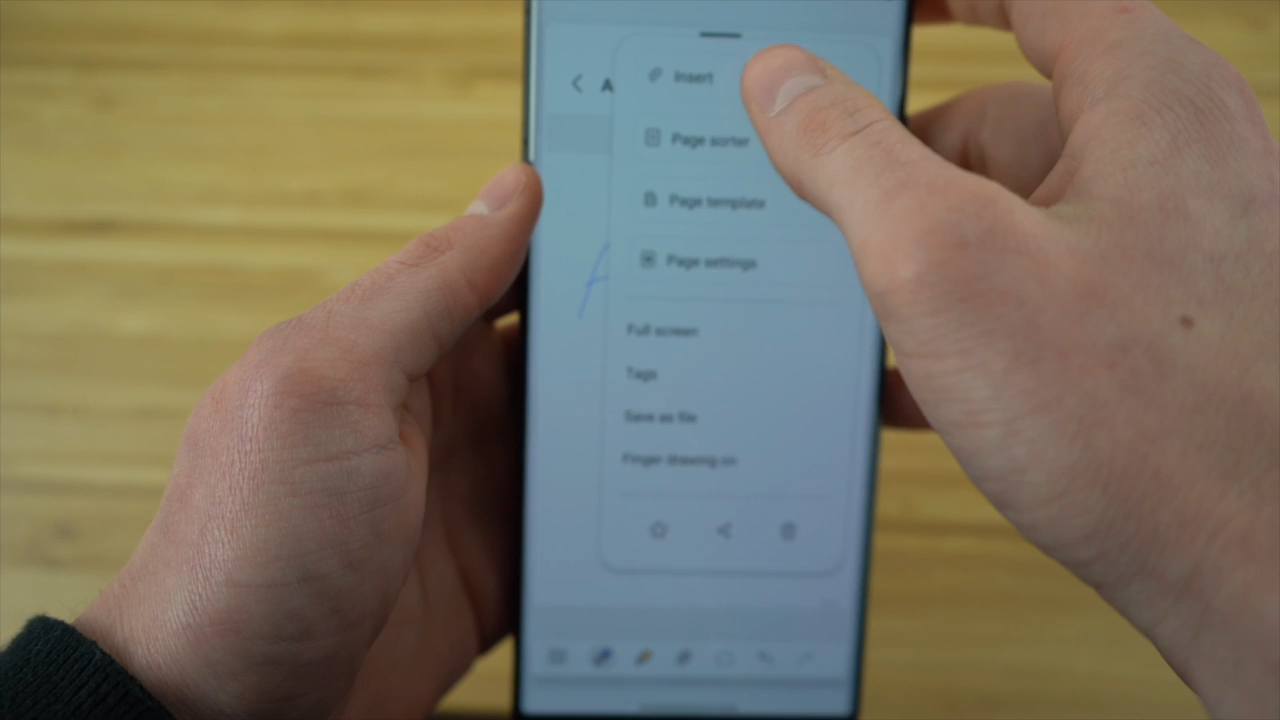 A
Insert
Page sorter
Page template
Page settings
Full screen
Tags
Save as file
Finger drawing on